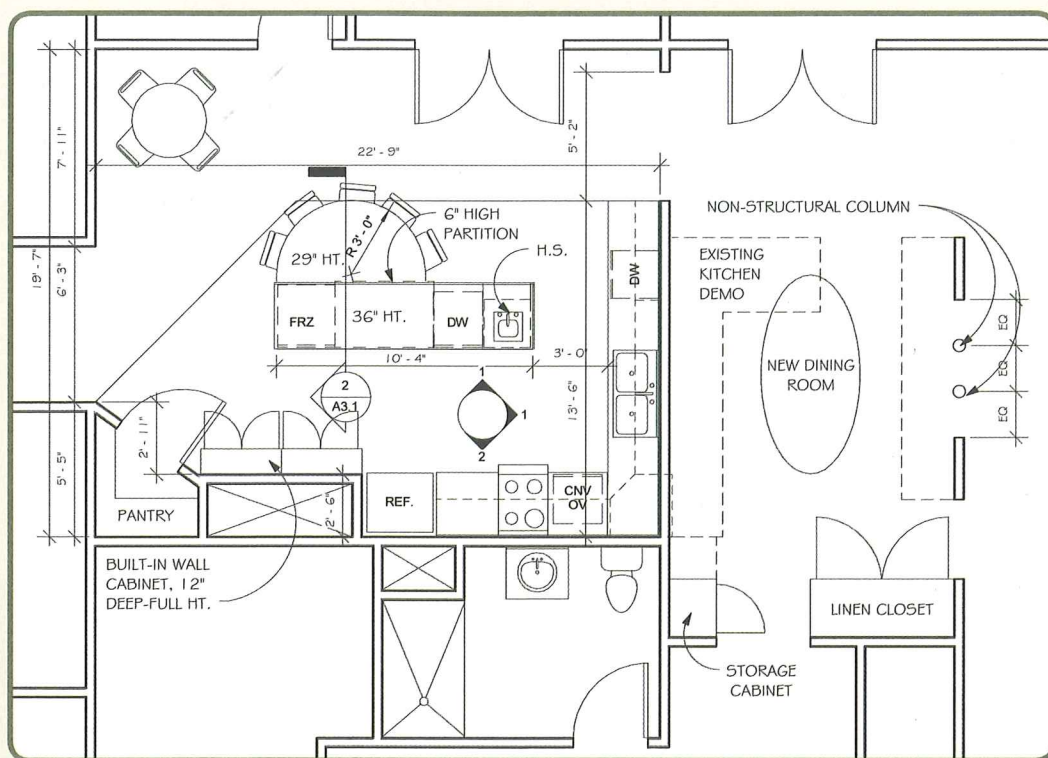 5' - 2"
7' - 11"
22' - 9"
19' - 7"
6' - 3"
5' - 5"
R 3' - 0"
6" HIGH
PARTITION
H.S.
29" HT.
FRZ
36" HT.
DW
DW
10' - 4"
3' - 0"
13' - 6"
2
A3.1
1
1
2
2' - 11"
2' - 6"
REF.
CNV
OV
PANTRY
BUILT-IN WALL
CABINET, 12"
DEEP-FULL HT.
NON-STRUCTURAL COLUMN
EXISTING
KITCHEN
DEMO
NEW DINING
ROOM
EQ
EQ
EQ
LINEN CLOSET
STORAGE
CABINET